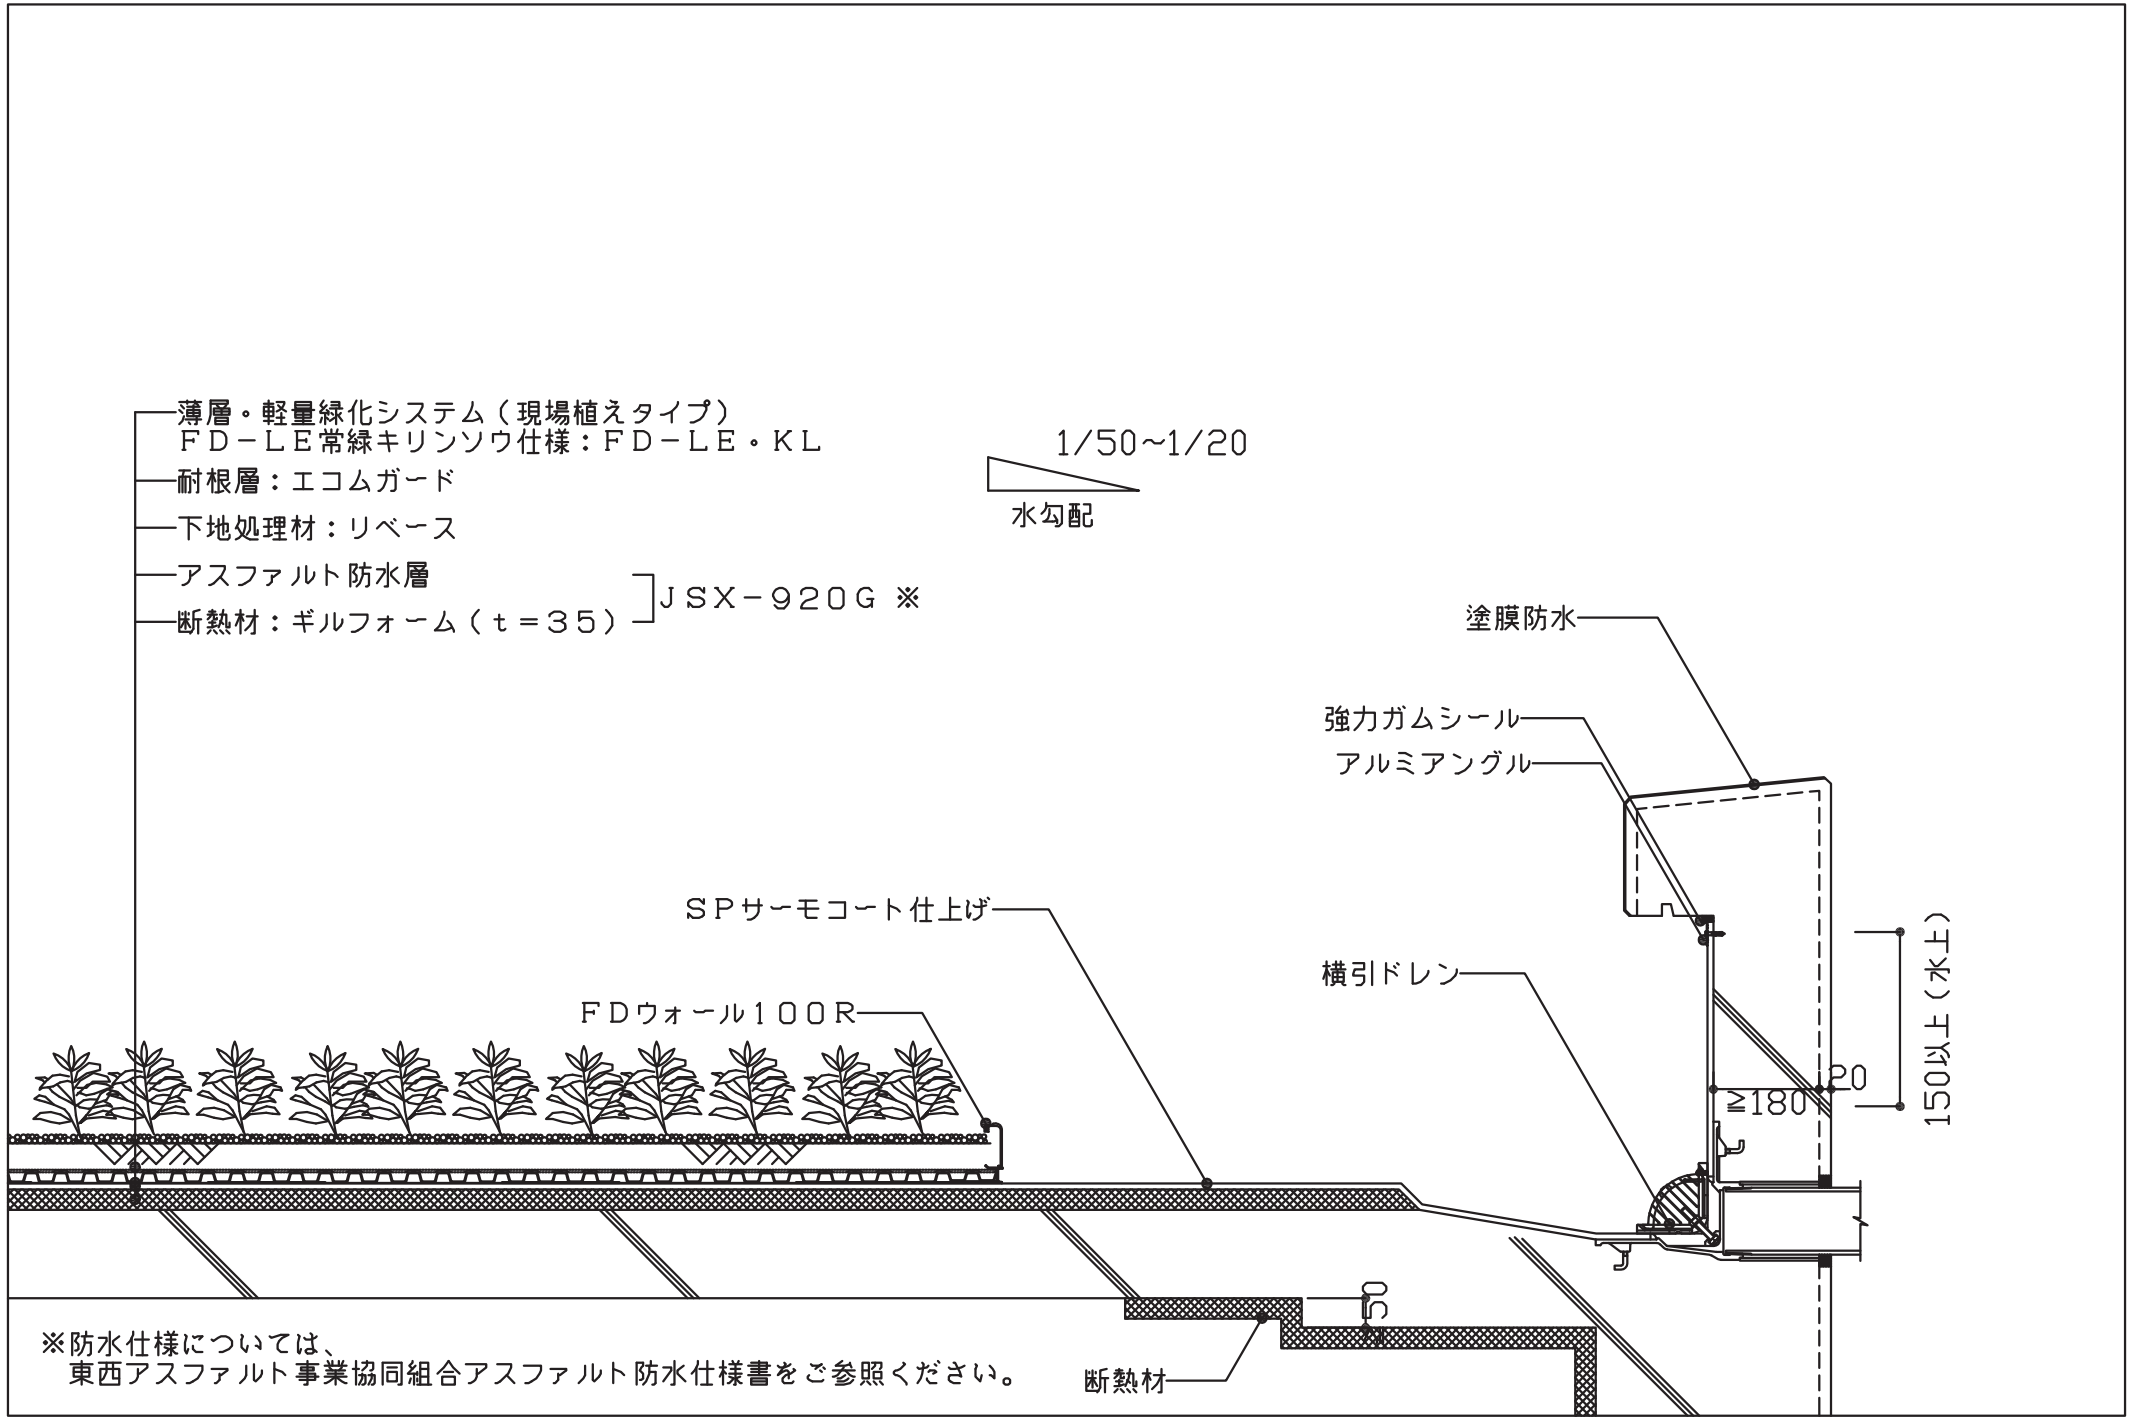 薄層・軽量緑化システム（現場植えタイプ）
ＦＤ－ＬＥ常緑キリンソウ仕様：ＦＤ－ＬＥ・ＫＬ
耐根層：エコムガード
下地処理材：リベース
アスファルト防水層
断熱材：ギルフォーム（ｔ＝３５）
ＪＳＸ－９２０Ｇ ※
1/50～1/20
水勾配
塗膜防水
強力ガムシール
アルミアングル
ＳＰサーモコート仕上げ
横引ドレン
ＦＤウォール１００Ｒ
150以上（水上）
20
≧180
≧50
断熱材
※防水仕様については、
東西アスファルト事業協同組合アスファルト防水仕様書をご参照ください。